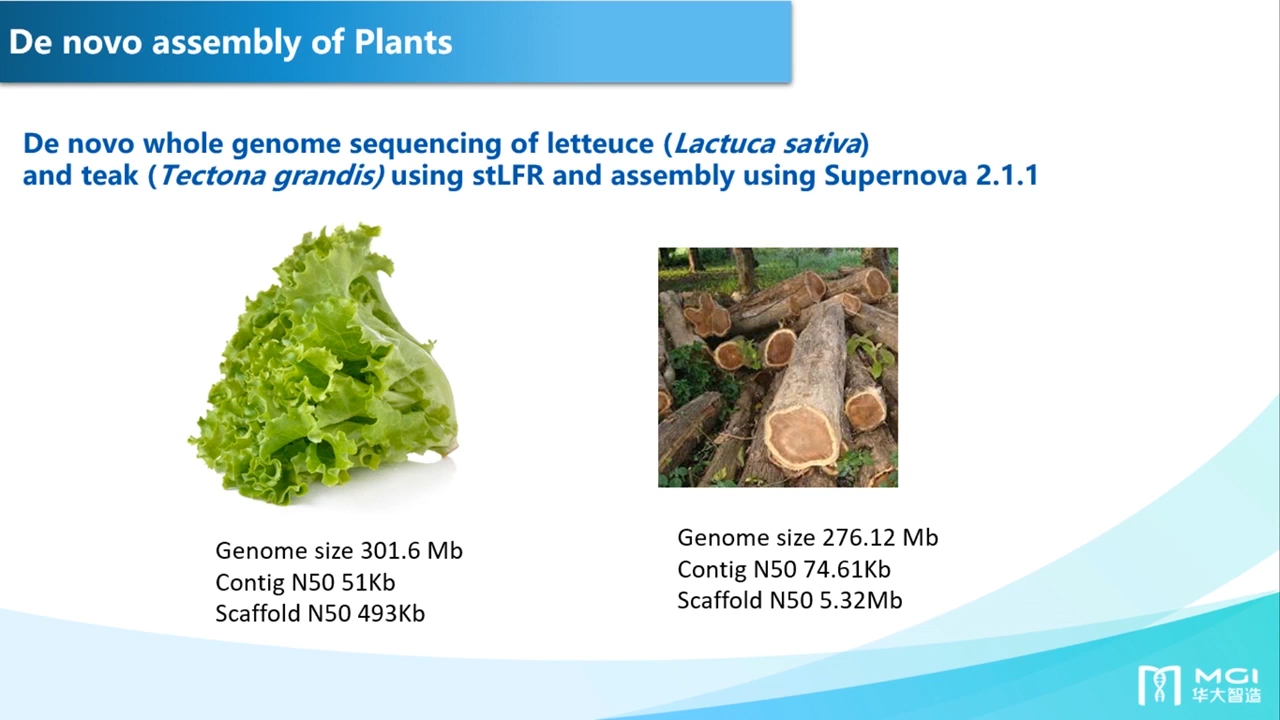 De novo assembly of Plants
De novo whole genome sequencing of letteuce (Lactuca sativa)
and teak (Tectona grandis) using stLFR and assembly using Supernova 2.1.1
Genome size 301.6 Mb
Contig N50 51Kb
Scaffold N50 493Kb
Genome size 276.12 Mb
Contig N50 74.61Kb
Scaffold N50 5.32Mb
MGI
华大智造